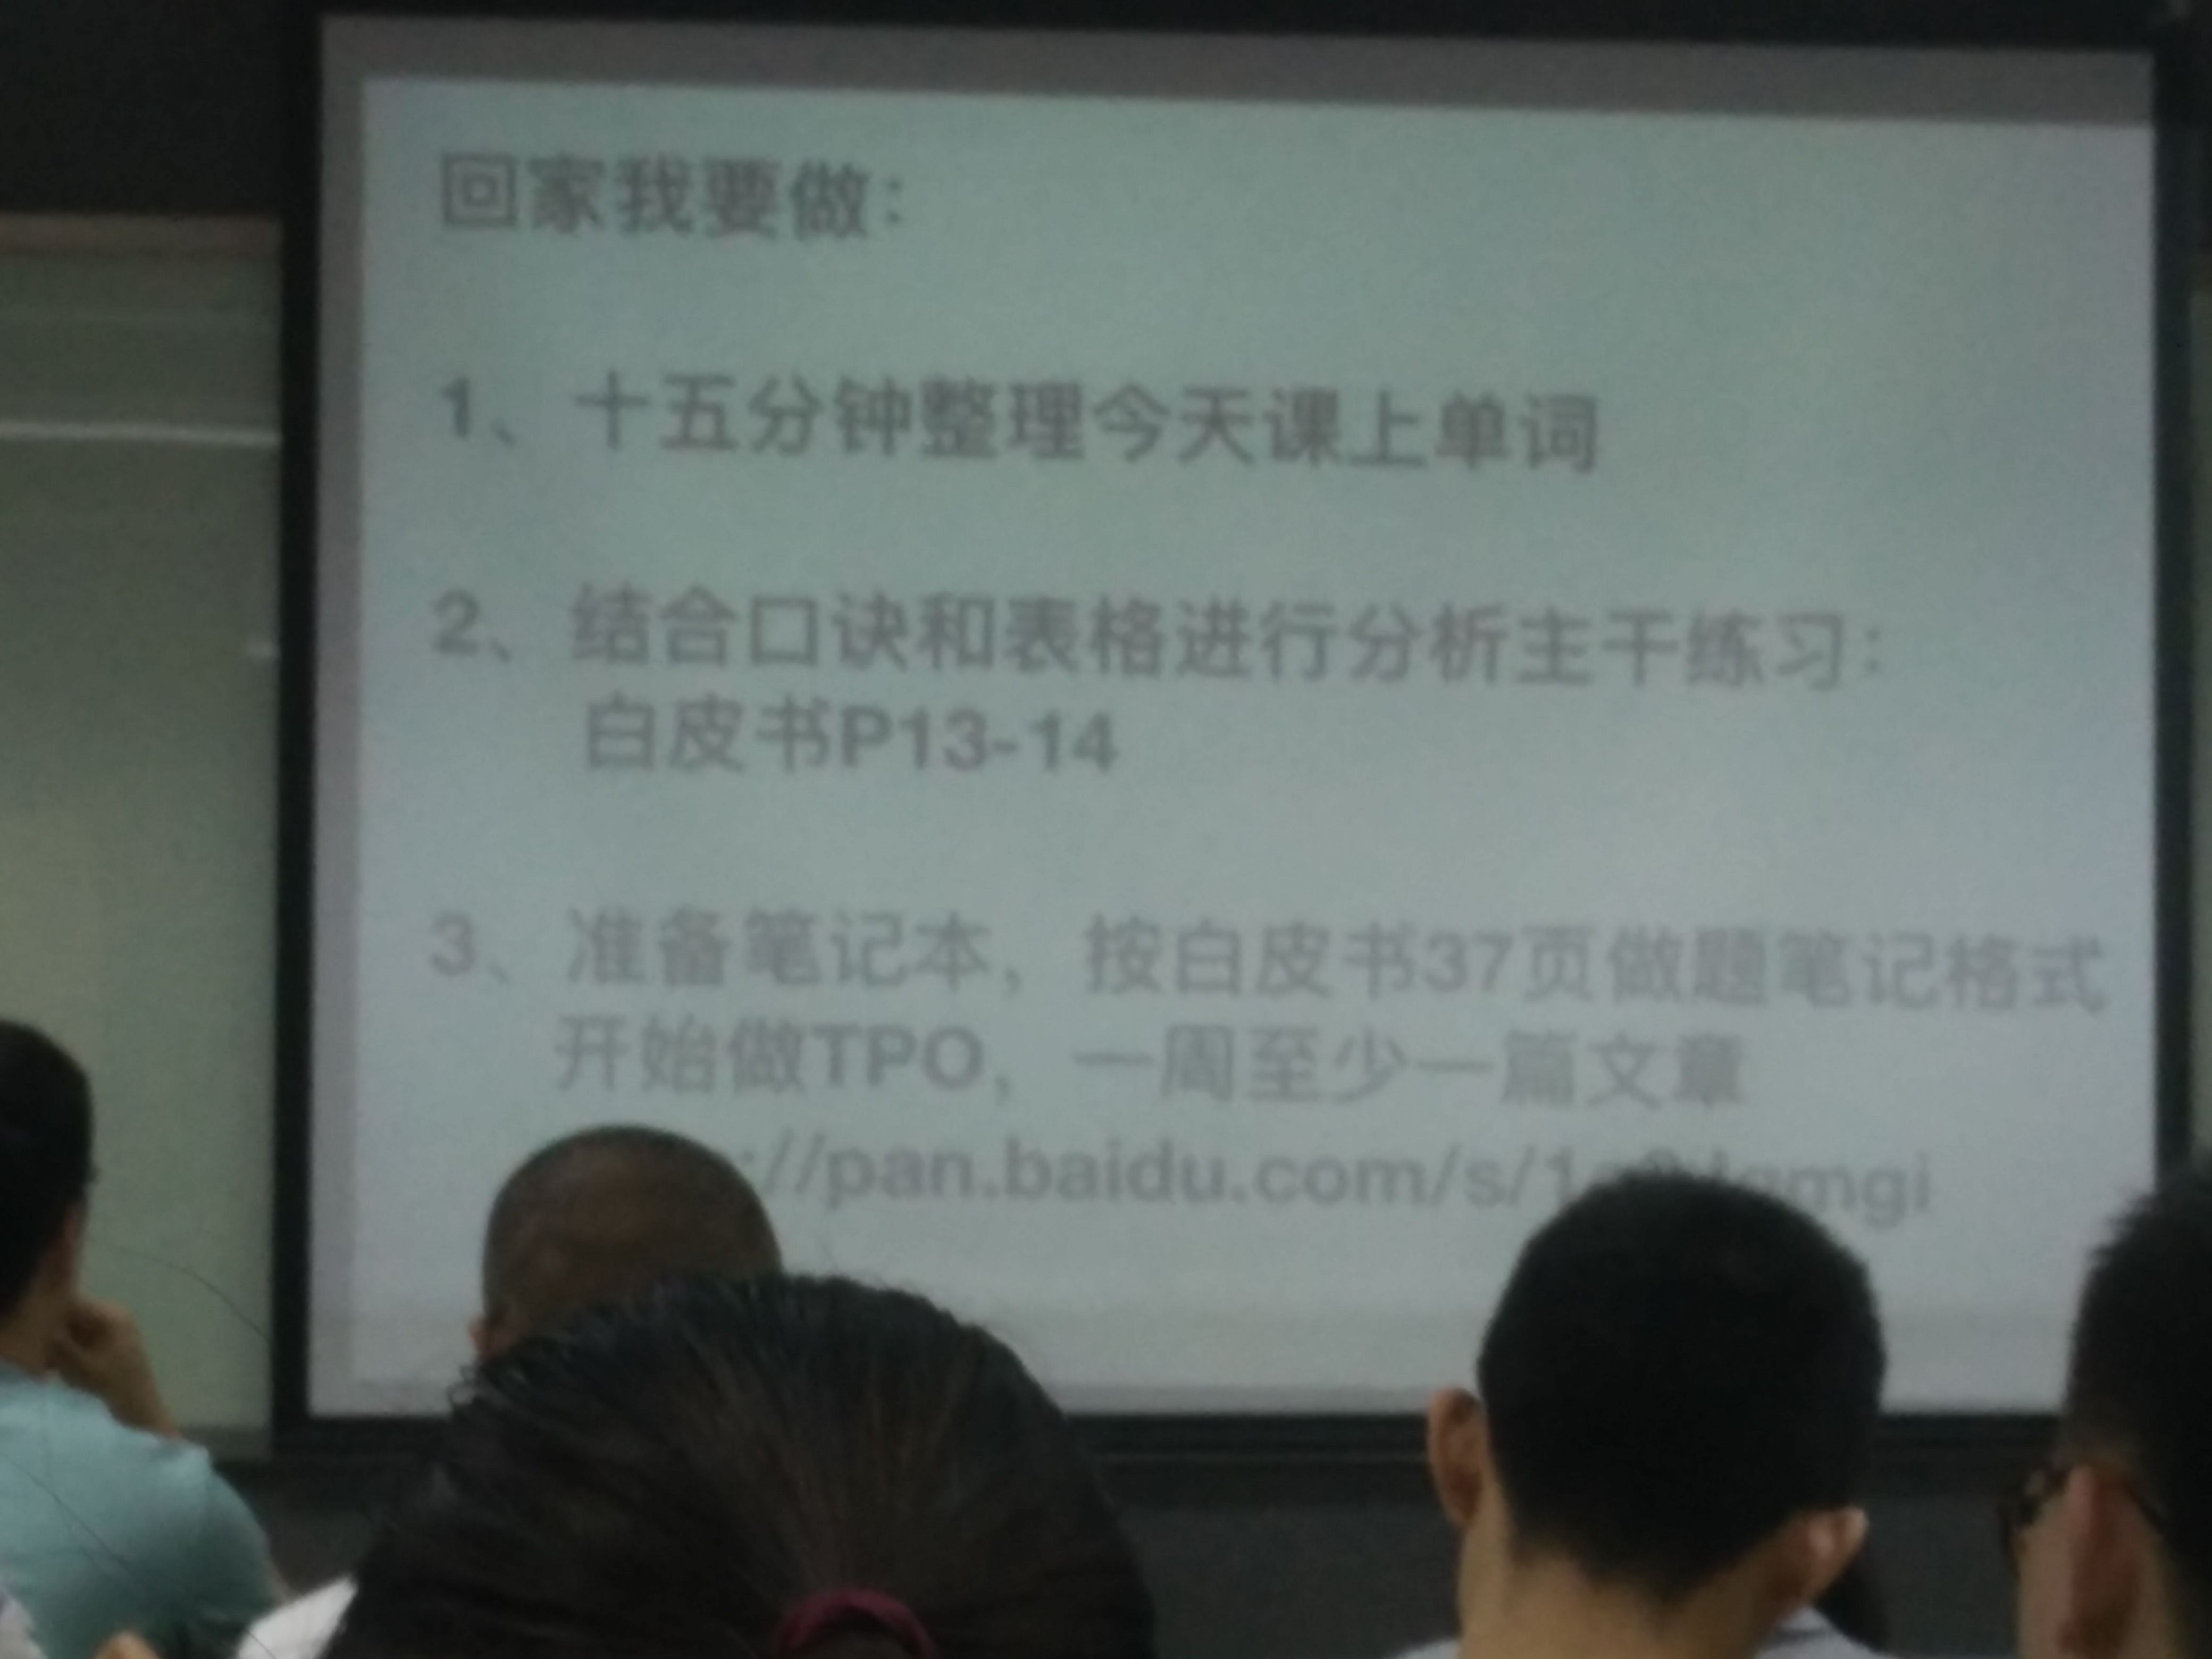 回家我要做：
1、十五分钟整理今天课上单词
2、结合口诀和表格进行分析主干练习：
白皮书P13-14
3、准备笔记本，按白皮书37页做题笔记格式
开始做TPO，一周至少一篇文章
://pan.baidu.com/s/